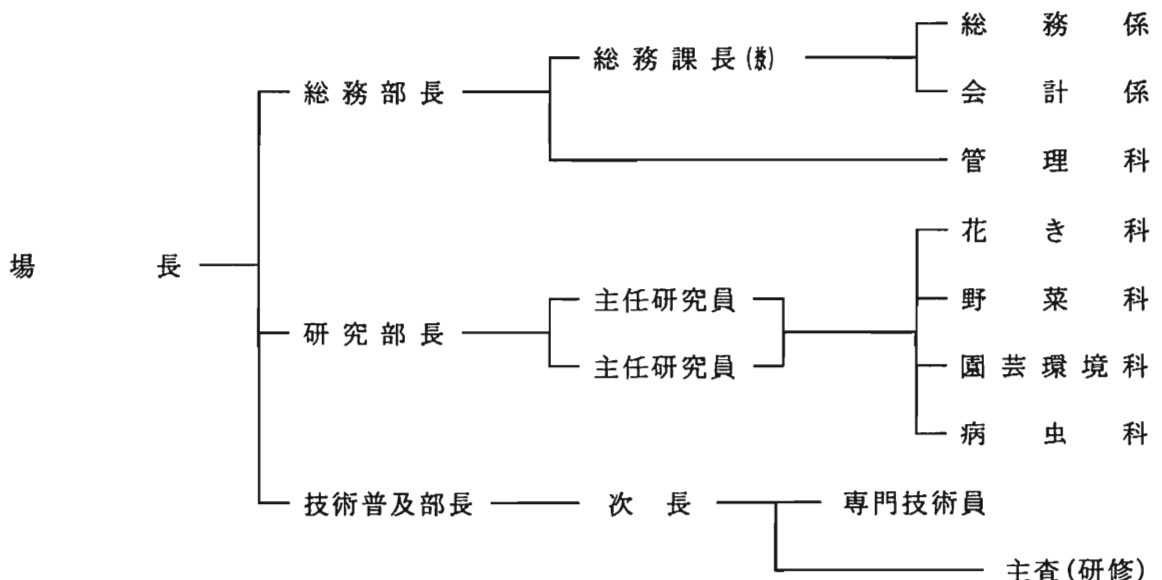 総務係
総務課長
総務部長
会計係
管理科
花き科
場長
主任研究員
野菜科
研究部長
主任研究員
園芸環境科
病虫科
技術普及部長
次長
専門技術員
主査(研修)